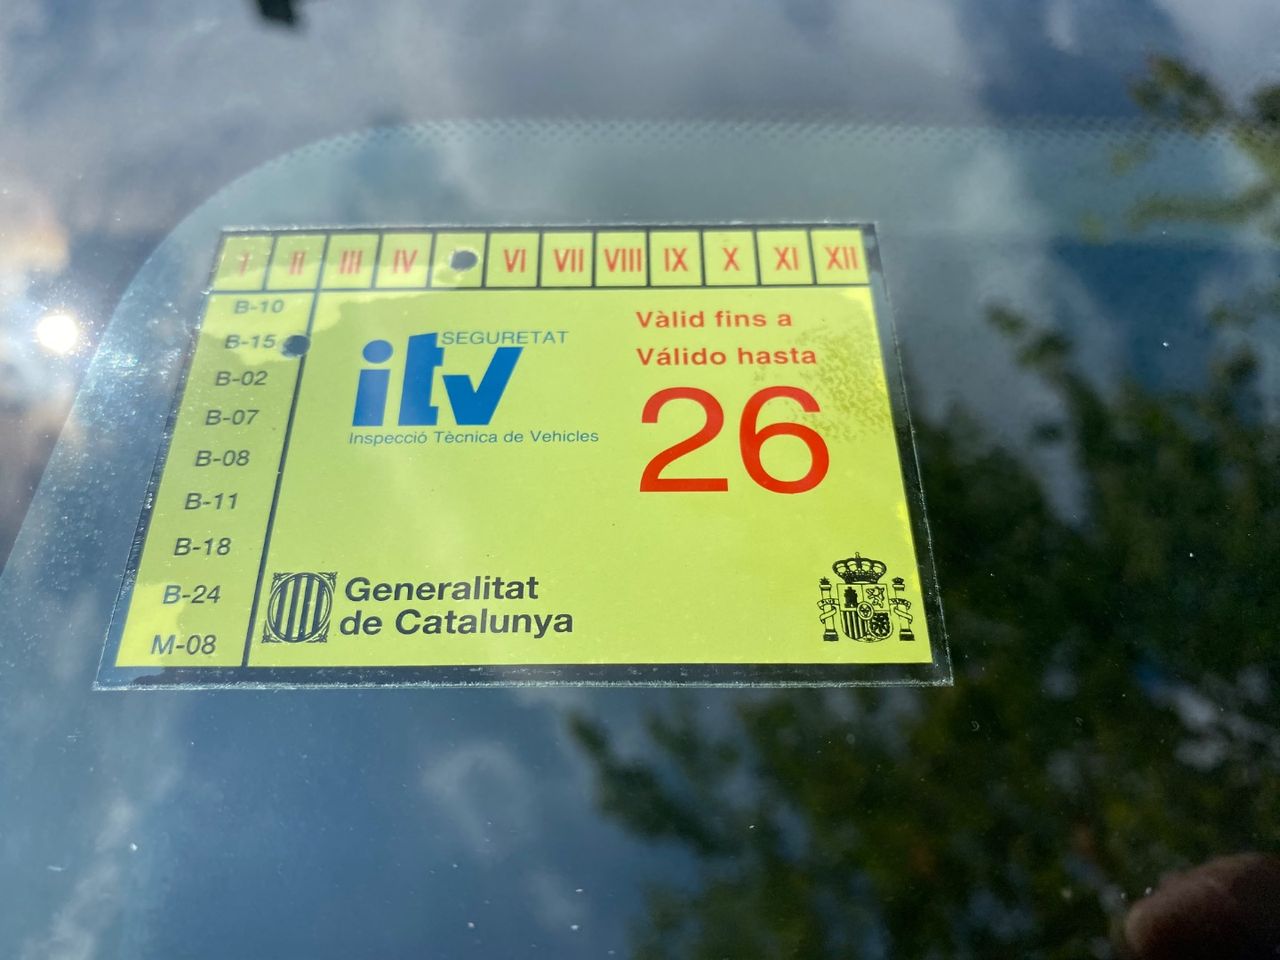 I II III IV VI VII VIII IX X XI XII
B-10
B-15
B-02
B-07
B-08
B-11
B-18
B-24
M-08
SEGURETAT
itv
Inspecció Tècnica de Vehicles
Vàlid fins a
Válido hasta
26
Generalitat
de Catalunya